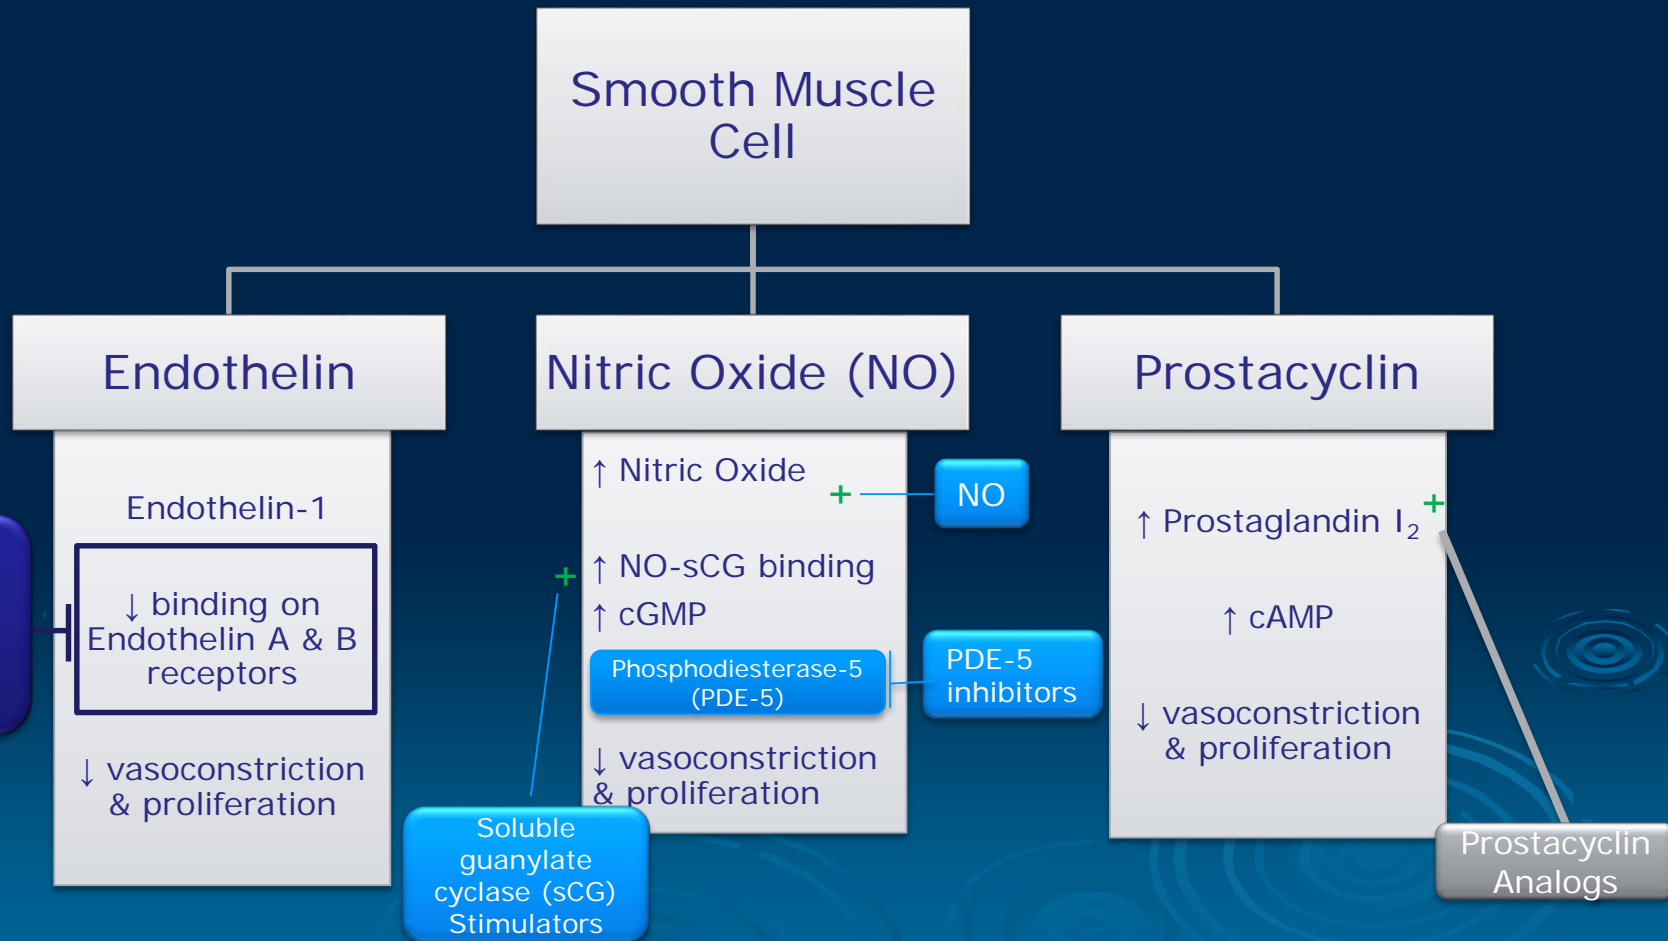 Smooth Muscle
Cell
Endothelin
Endothelin-1
↓ binding on
Endothelin A & B
receptors
↓ vasoconstriction
& proliferation
Nitric Oxide (NO)
↑ Nitric Oxide
+
NO
+
↑ NO-sCG binding
↑ cGMP
Phosphodiesterase-5
(PDE-5)
PDE-5
inhibitors
↓ vasoconstriction
& proliferation
Soluble
guanylate
cyclase (sCG)
Stimulators
Prostacyclin
+
↑ Prostaglandin I₂
↑ cAMP
↓ vasoconstriction
& proliferation
Prostacyclin
Analogs